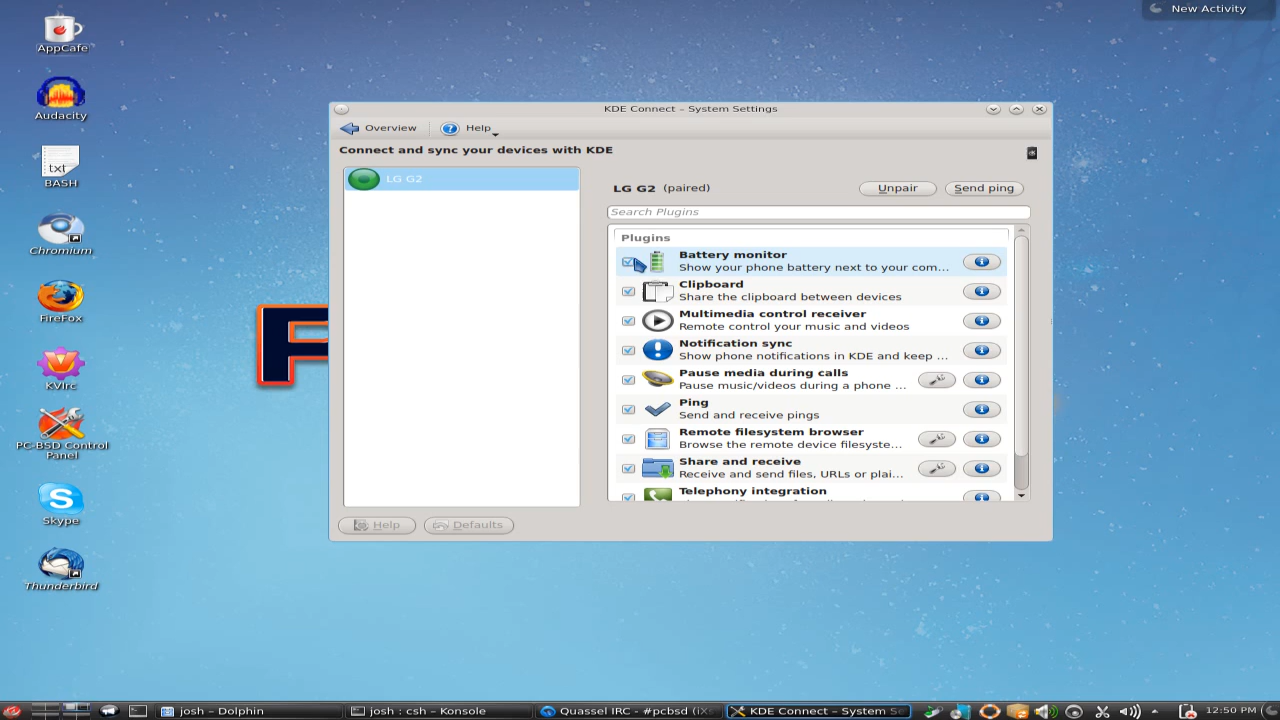 New Activity
AppCafe
Audacity
txt
BASH
Chromium
FireFox
KVIrc
PC-BSD Control
Panel
Skype
Thunderbird
F
KDE Connect – System Settings
Overview
Help
Connect and sync your devices with KDE
LG G2
LG G2 (paired)
Unpair
Send ping
Search Plugins
Plugins
Battery monitor
Show your phone battery next to your com...
Clipboard
Share the clipboard between devices
Multimedia control receiver
Remote control your music and videos
Notification sync
Show phone notifications in KDE and keep ...
Pause media during calls
Pause music/videos during a phone ...
Ping
Send and receive pings
Remote filesystem browser
Browse the remote device filesyste...
Share and receive
Receive and send files, URLs or plai...
Telephony integration
Help
Defaults
josh – Dolphin
josh : csh – Konsole
Quassel IRC - #pcbsd (iXs
KDE Connect – System Se
12:50 PM